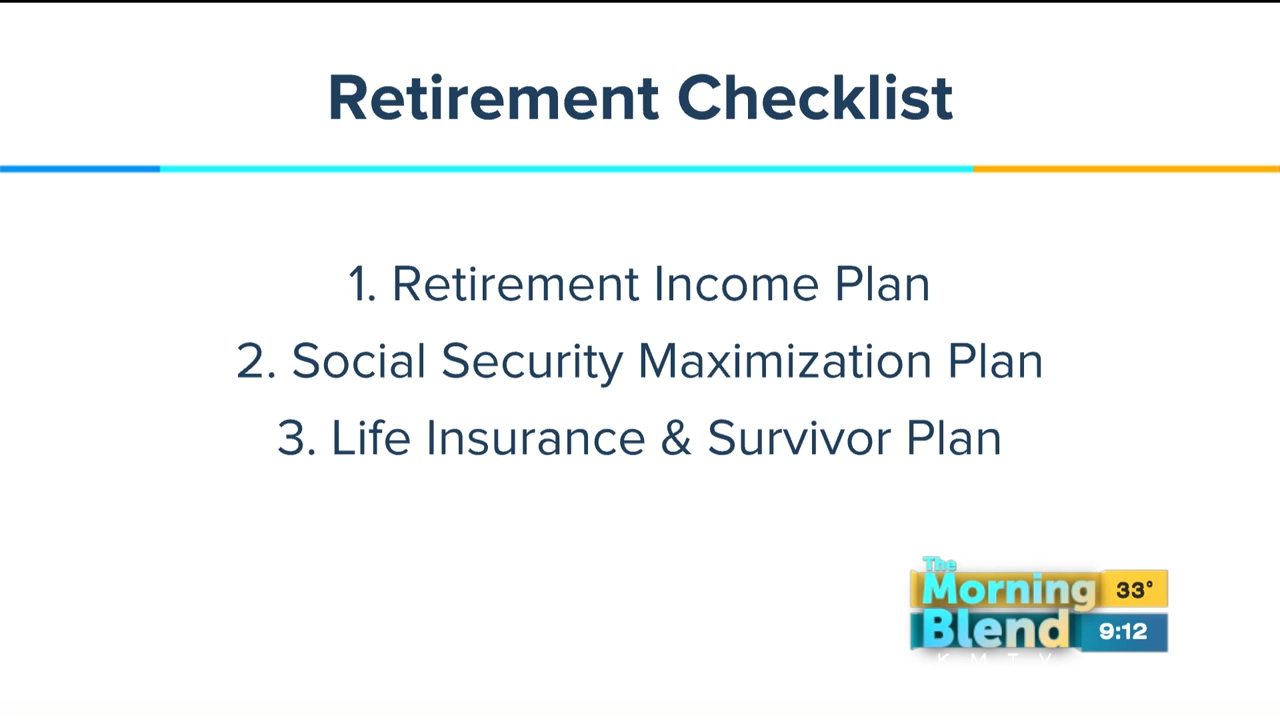 Retirement Checklist
1. Retirement Income Plan
2. Social Security Maximization Plan
3. Life Insurance & Survivor Plan
The
Morning
33°
Blend
9:12
KMTV